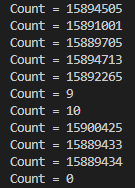 Count = 15894505
Count = 15891001
Count = 15889705
Count = 15894713
Count = 15892265
Count = 9
Count = 10
Count = 15900425
Count = 15889433
Count = 15889434
Count = 0